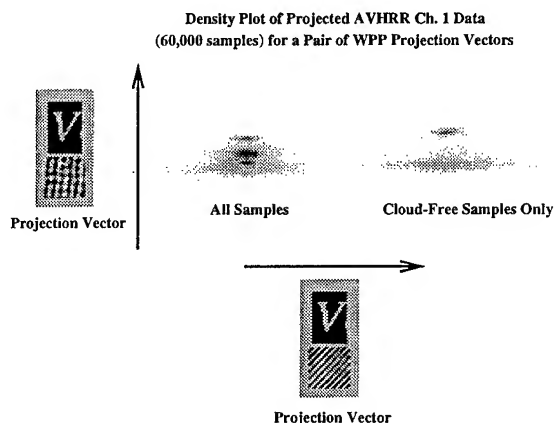 Density Plot of Projected AVHRR Ch. 1 Data
(60,000 samples) for a Pair of WPP Projection Vectors
V
Projection Vector
All Samples
Cloud-Free Samples Only
V
Projection Vector